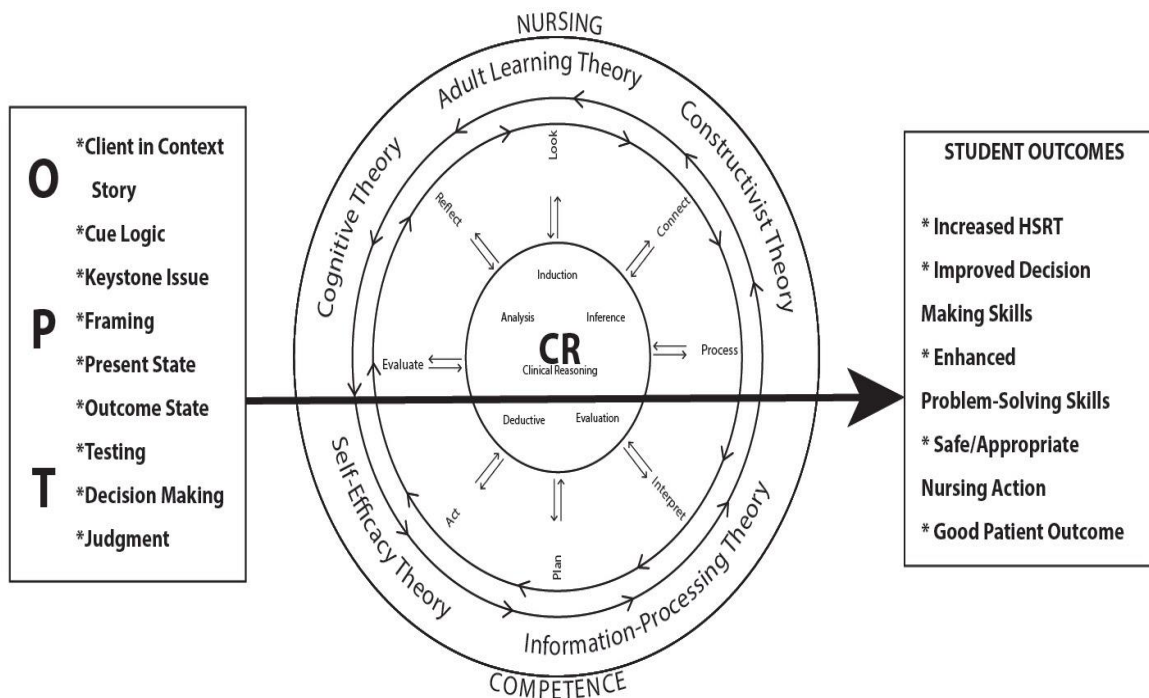 NURSING
Adult Learning Theory
Constructivist Theory
Cognitive Theory
Self-Efficacy Theory
Information-Processing Theory
COMPETENCE
O
P
T
*Client in Context
Story
*Cue Logic
*Keystone Issue
*Framing
*Present State
*Outcome State
*Testing
*Decision Making
*Judgment
Look
Connect
Process
Interpret
Plan
Act
Evaluate
Reflect
Induction
Analysis
Inference
CR
Clinical Reasoning
Deductive
Evaluation
STUDENT OUTCOMES
* Increased HSRT
* Improved Decision
Making Skills
* Enhanced
Problem-Solving Skills
* Safe/Appropriate
Nursing Action
* Good Patient Outcome